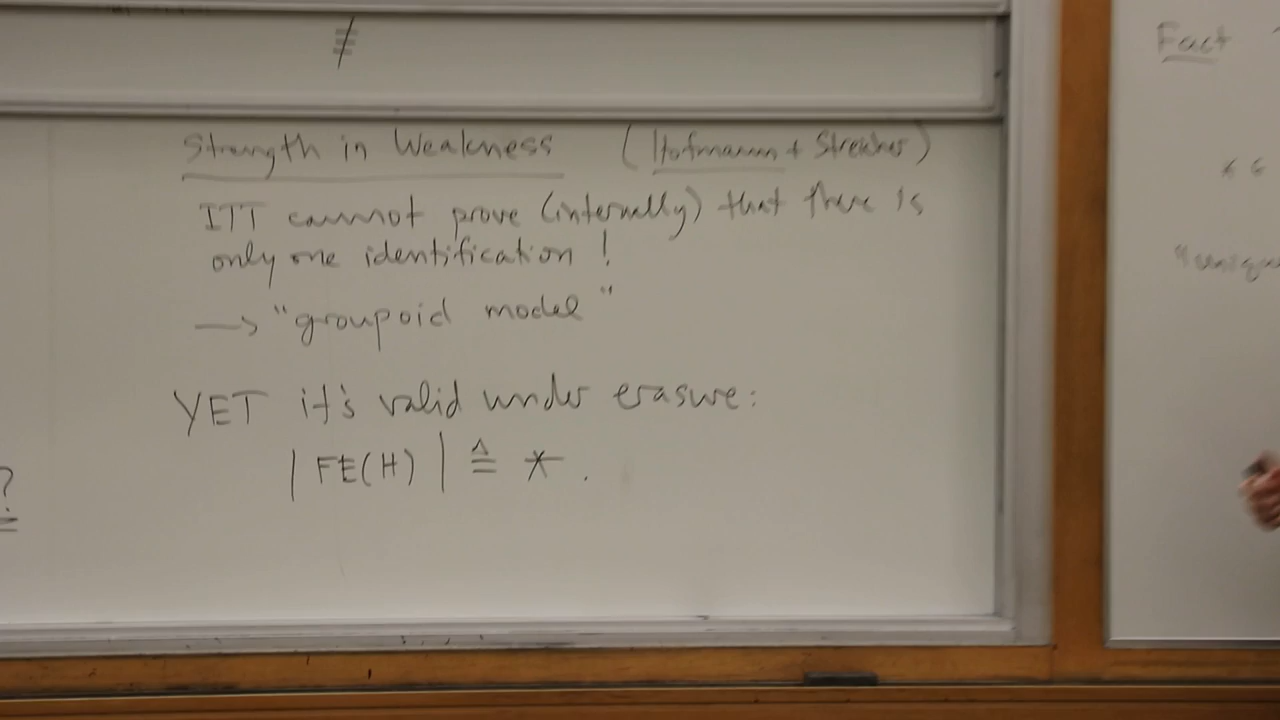 ≢
Strength in Weakness (Hofmann + Streicher)
ITT cannot prove (internally) that there is
only one identification !
→ "groupoid model"
YET it's valid under erasure:
| FE(H) | ≙ * .
?
Fact